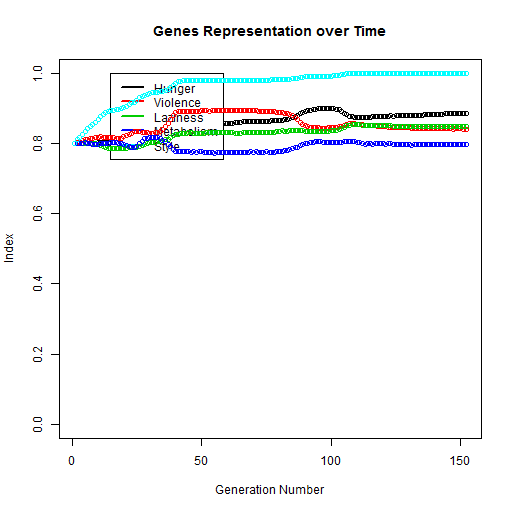 Genes Representation over Time
1.0
0.8
0.6
0.4
0.2
0.0
Index
Hunger
Violence
Laziness
Metabolism
Style
0
50
100
150
Generation Number